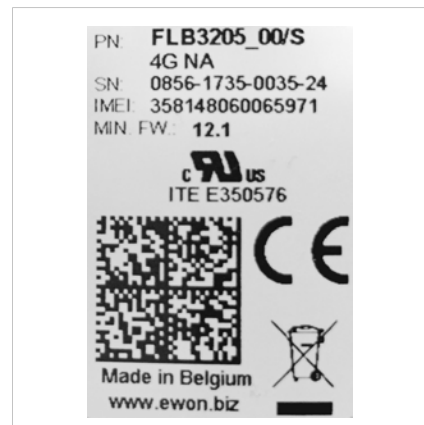 PN: FLB3205_00/S
4G NA
SN: 0856-1735-0035-24
IMEI: 358148060065971
MIN. FW.: 12.1
c RU US
ITE E350576
CE
Made in Belgium
www.ewon.biz